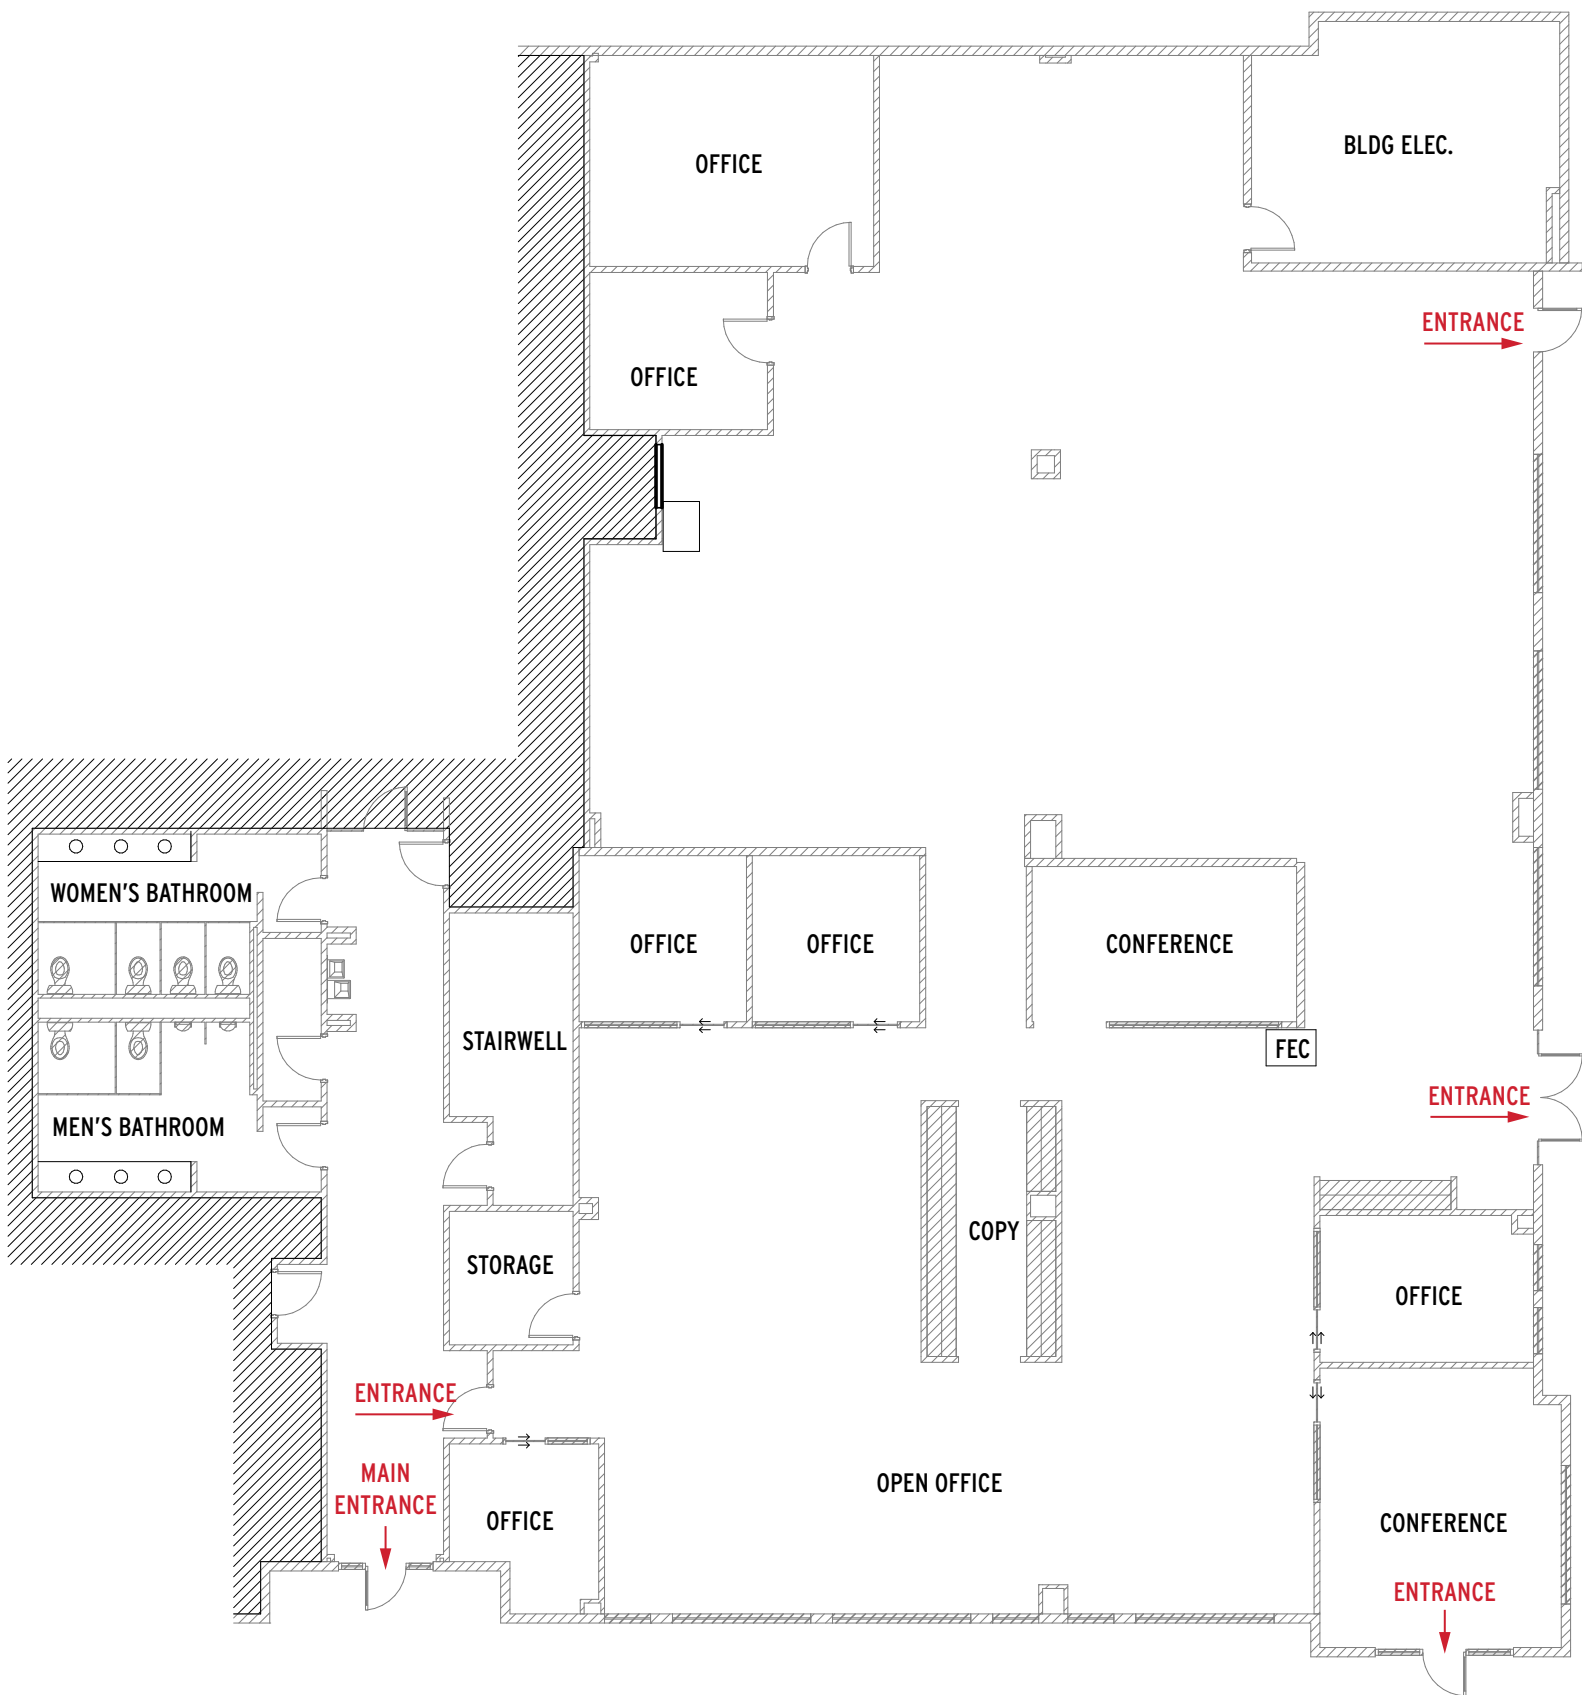 BLDG ELEC.
OFFICE
ENTRANCE
OFFICE
WOMEN'S BATHROOM
OFFICE
OFFICE
CONFERENCE
STAIRWELL
FEC
ENTRANCE
MEN'S BATHROOM
COPY
STORAGE
OFFICE
ENTRANCE
MAIN
ENTRANCE
OPEN OFFICE
OFFICE
CONFERENCE
ENTRANCE